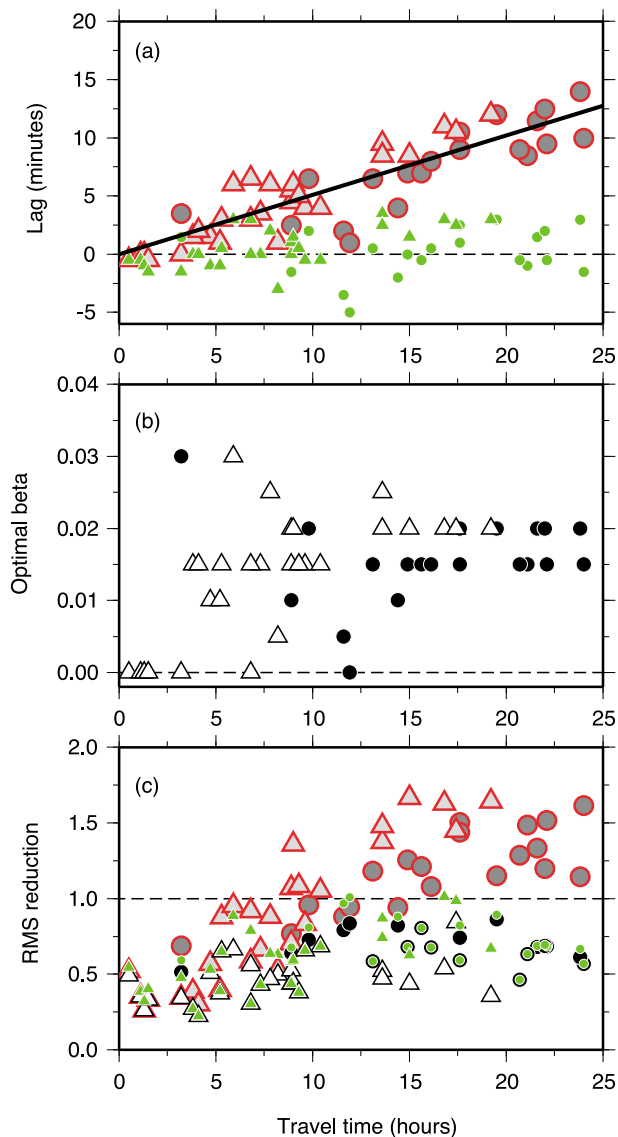 20
15
10
5
0
-5
Lag (minutes)
(a)
0 5 10 15 20 25
0.04
0.03
0.02
0.01
0.00
Optimal beta
(b)
0 5 10 15 20 25
2.0
1.5
1.0
0.5
0.0
RMS reduction
(c)
0 5 10 15 20 25
Travel time (hours)